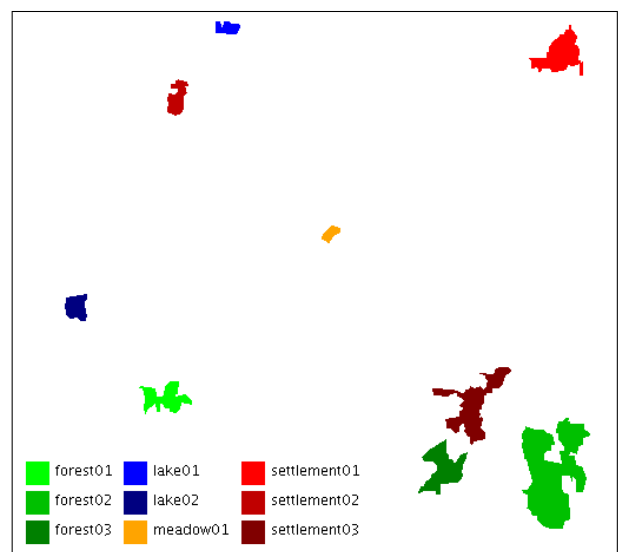 forest01 lake01 settlement01
forest02 lake02 settlement02
forest03 meadow01 settlement03